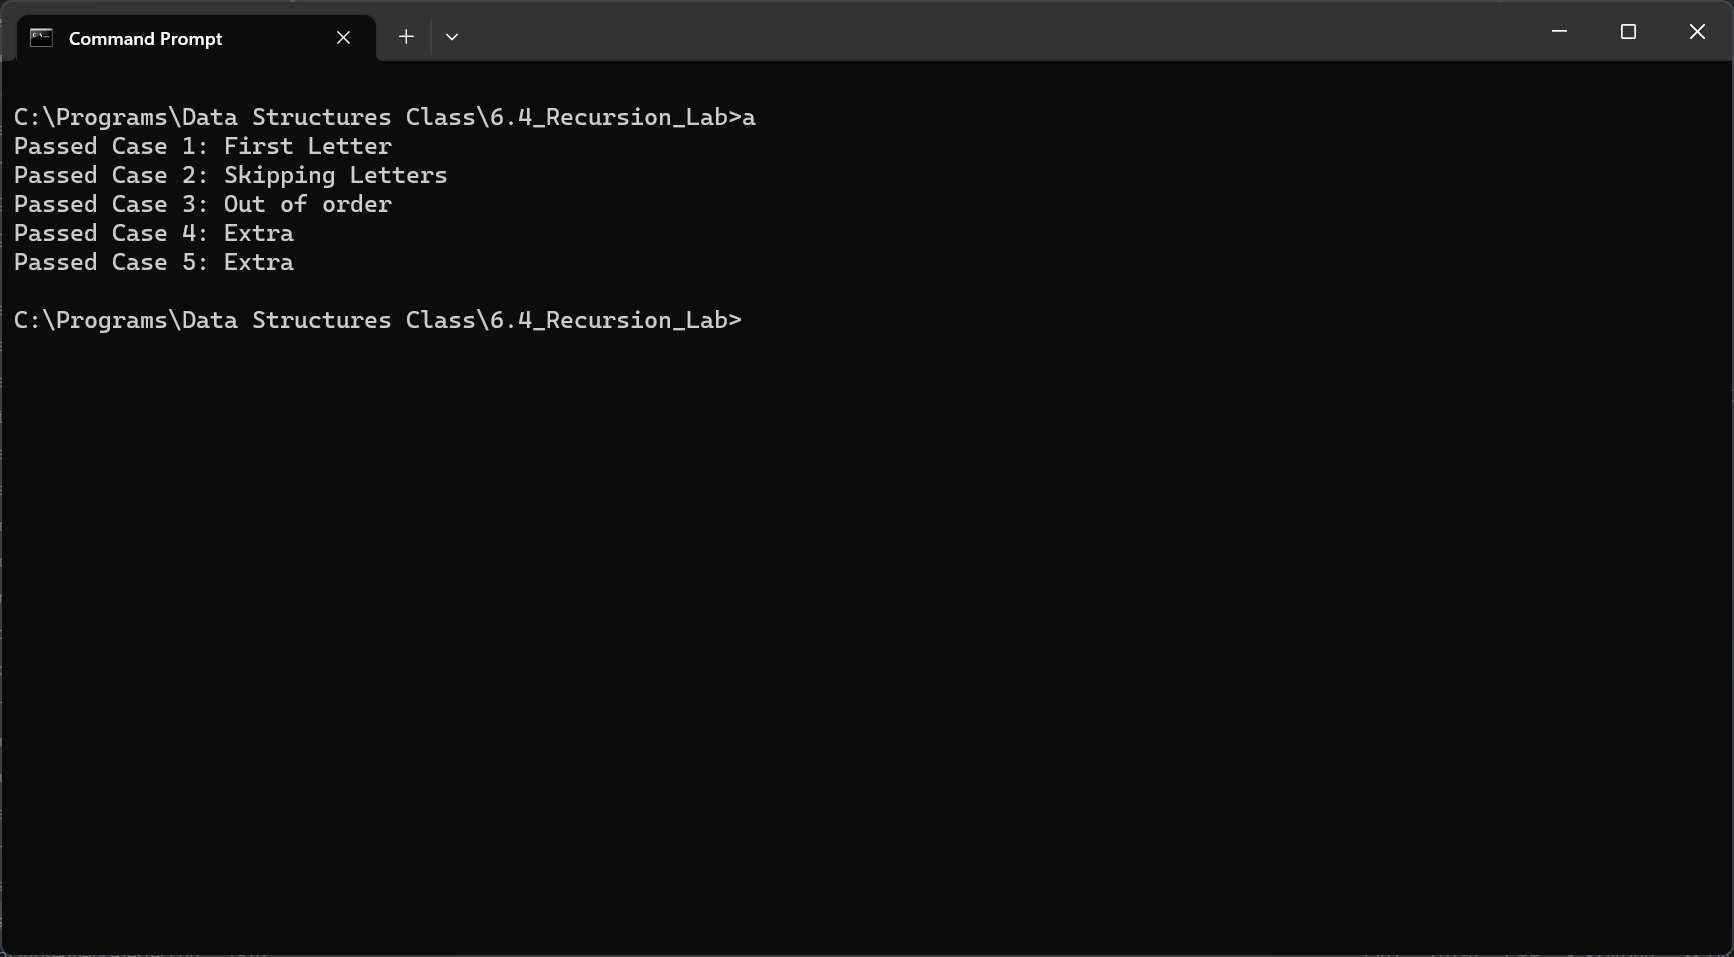 Command Prompt
C:\Programs\Data Structures Class\6.4_Recursion_Lab>a
Passed Case 1: First Letter
Passed Case 2: Skipping Letters
Passed Case 3: Out of order
Passed Case 4: Extra
Passed Case 5: Extra
C:\Programs\Data Structures Class\6.4_Recursion_Lab>